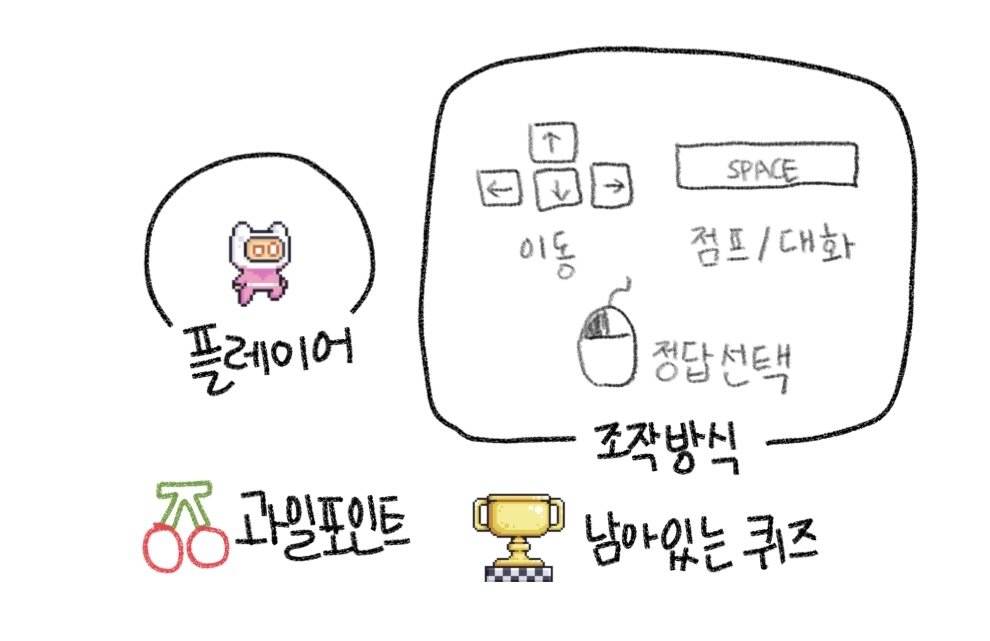 ↑
← ↓ →
SPACE
이동
점프/대화
정답선택
플레이어
조작방식
과일포인트
남아있는 퀴즈